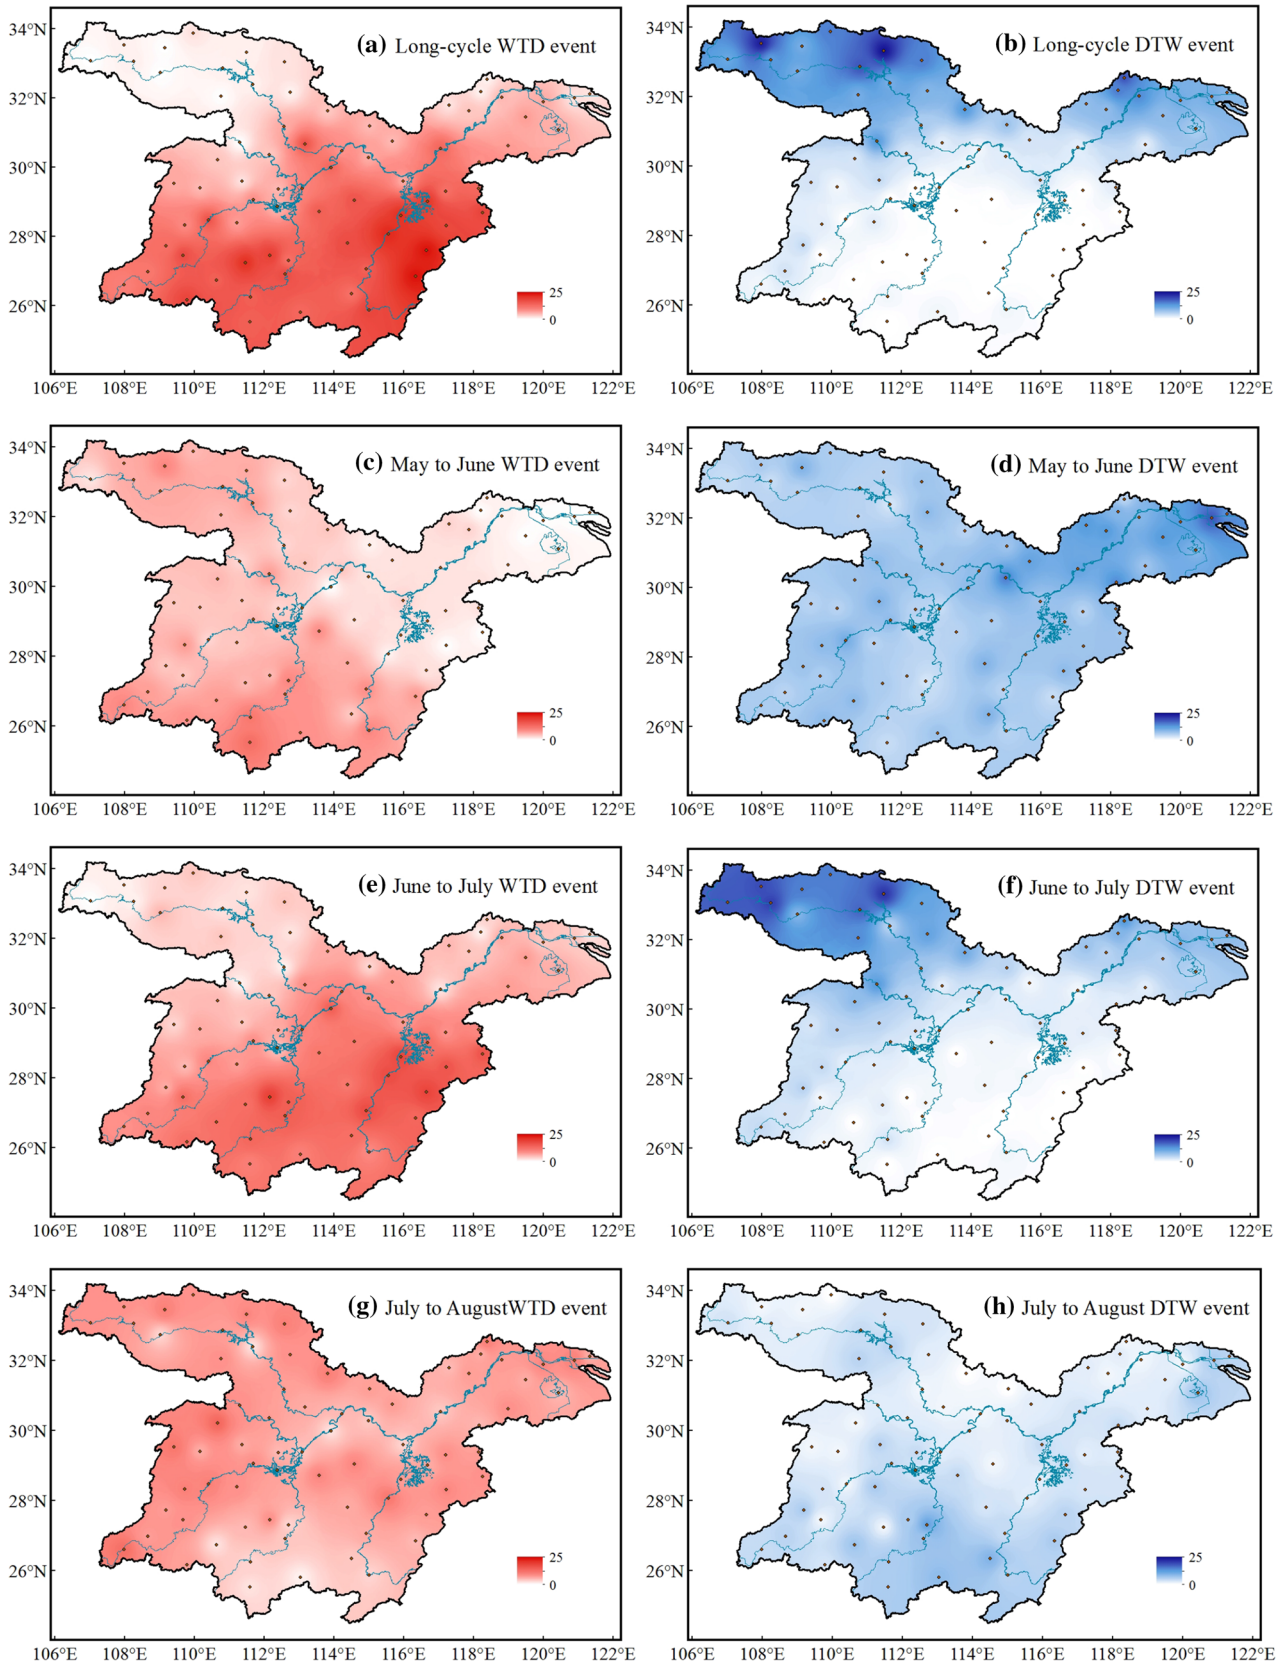 (a) Long-cycle WTD event
34°N
32°N
30°N
28°N
26°N
25
0
106°E 108°E 110°E 112°E 114°E 116°E 118°E 120°E 122°E
(b) Long-cycle DTW event
34°N
32°N
30°N
28°N
26°N
25
0
106°E 108°E 110°E 112°E 114°E 116°E 118°E 120°E 122°E
(c) May to June WTD event
34°N
32°N
30°N
28°N
26°N
25
0
106°E 108°E 110°E 112°E 114°E 116°E 118°E 120°E 122°E
(d) May to June DTW event
34°N
32°N
30°N
28°N
26°N
25
0
106°E 108°E 110°E 112°E 114°E 116°E 118°E 120°E 122°E
(e) June to July WTD event
34°N
32°N
30°N
28°N
26°N
25
0
106°E 108°E 110°E 112°E 114°E 116°E 118°E 120°E 122°E
(f) June to July DTW event
34°N
32°N
30°N
28°N
26°N
25
0
106°E 108°E 110°E 112°E 114°E 116°E 118°E 120°E 122°E
(g) July to AugustWTD event
34°N
32°N
30°N
28°N
26°N
25
0
106°E 108°E 110°E 112°E 114°E 116°E 118°E 120°E 122°E
(h) July to August DTW event
34°N
32°N
30°N
28°N
26°N
25
0
106°E 108°E 110°E 112°E 114°E 116°E 118°E 120°E 122°E